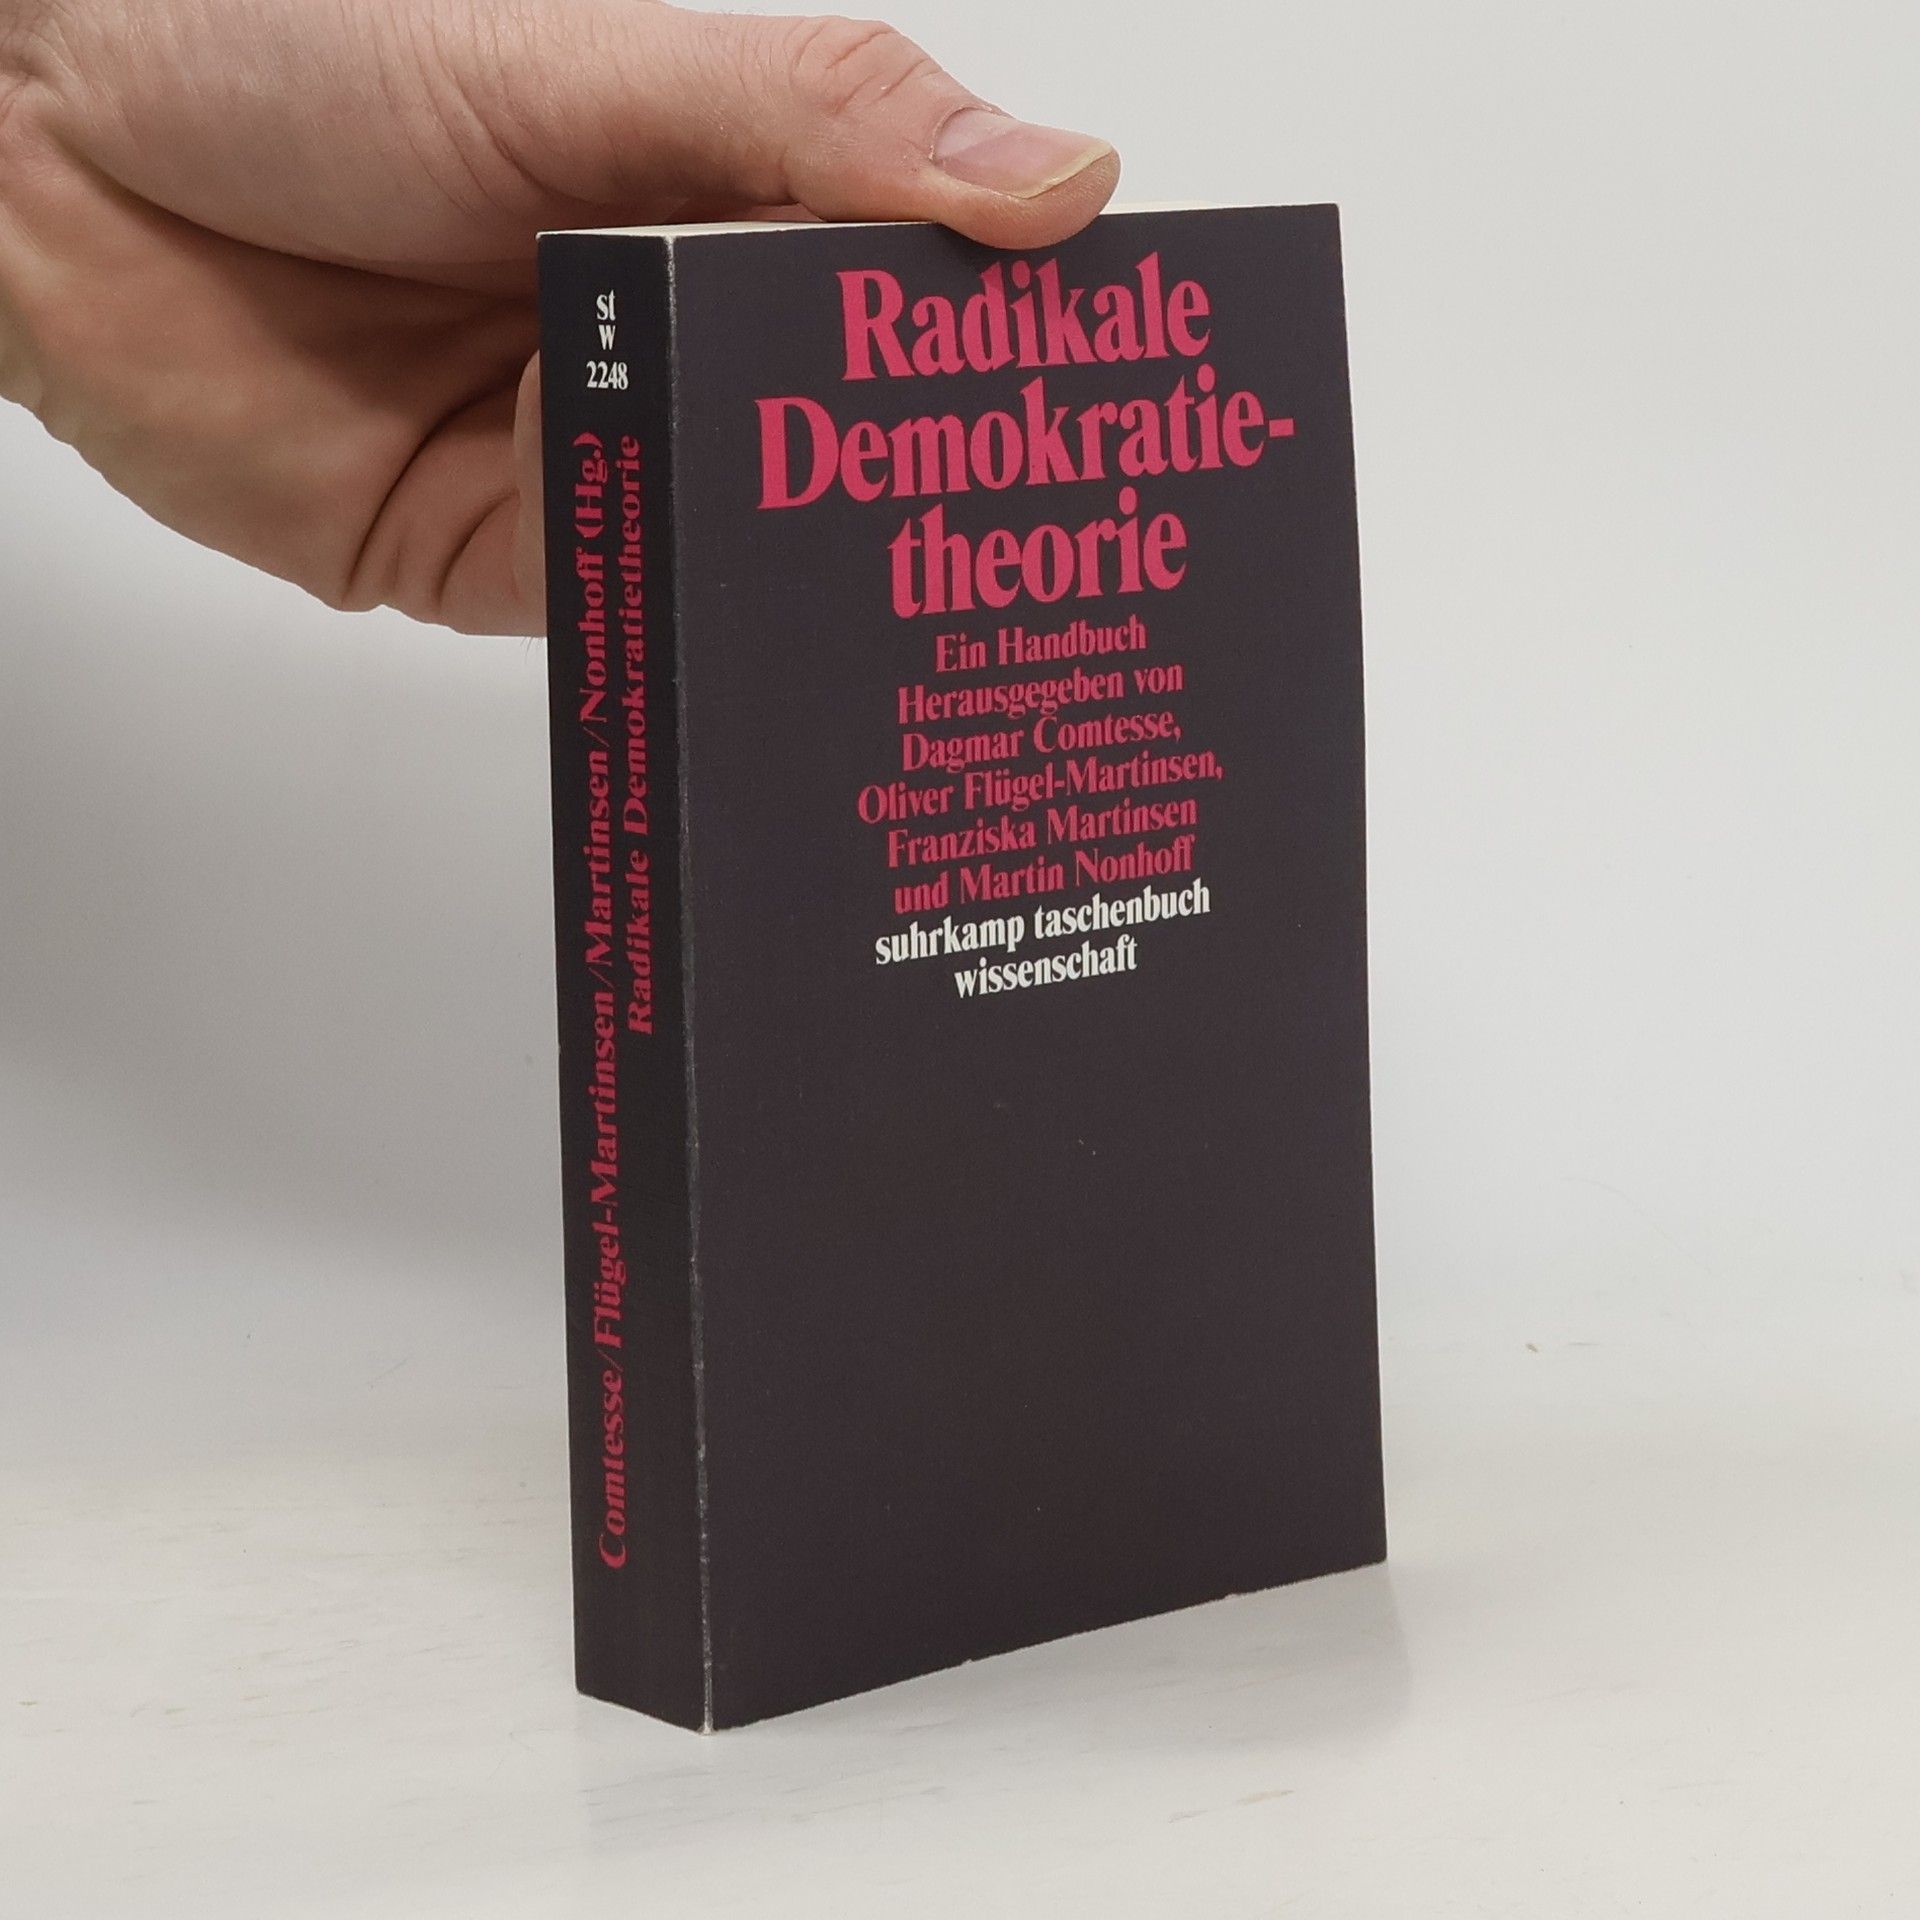 st
w
2248
Comtesse/Flügel-Martinsen/Martinsen/Nonhoff (Hg.)
Radikale Demokratietheorie
Radikale
Demokratie-
theorie
Ein Handbuch
Herausgegeben von
Dagmar Comtesse,
Oliver Flügel-Martinsen,
Franziska Martinsen
und Martin Nonhoff
suhrkamp taschenbuch
wissenschaft